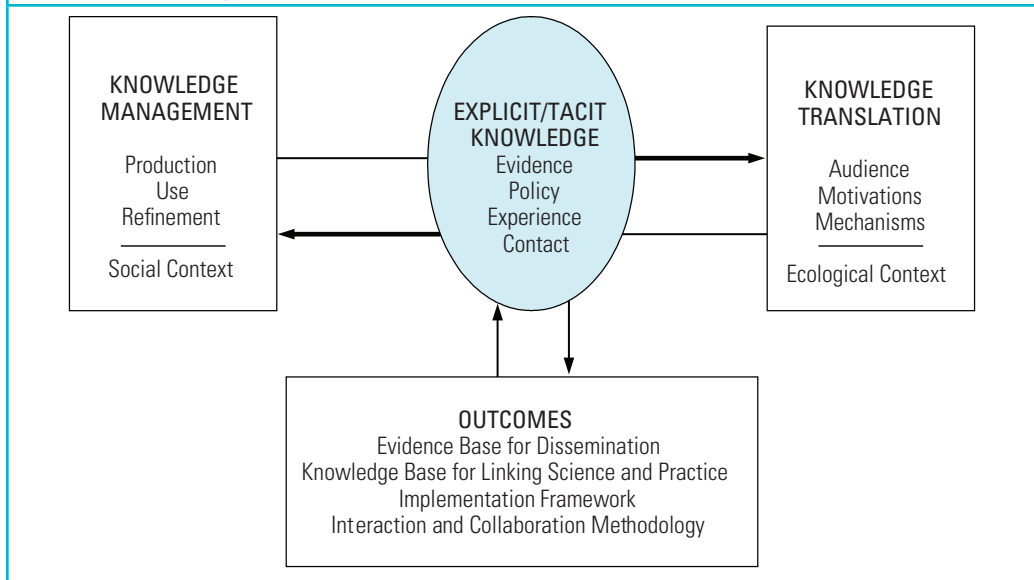 KNOWLEDGE
MANAGEMENT
Production
Use
Refinement
Social Context
EXPLICIT/TACIT
KNOWLEDGE
Evidence
Policy
Experience
Contact
KNOWLEDGE
TRANSLATION
Audience
Motivations
Mechanisms
Ecological Context
OUTCOMES
Evidence Base for Dissemination
Knowledge Base for Linking Science and Practice
Implementation Framework
Interaction and Collaboration Methodology